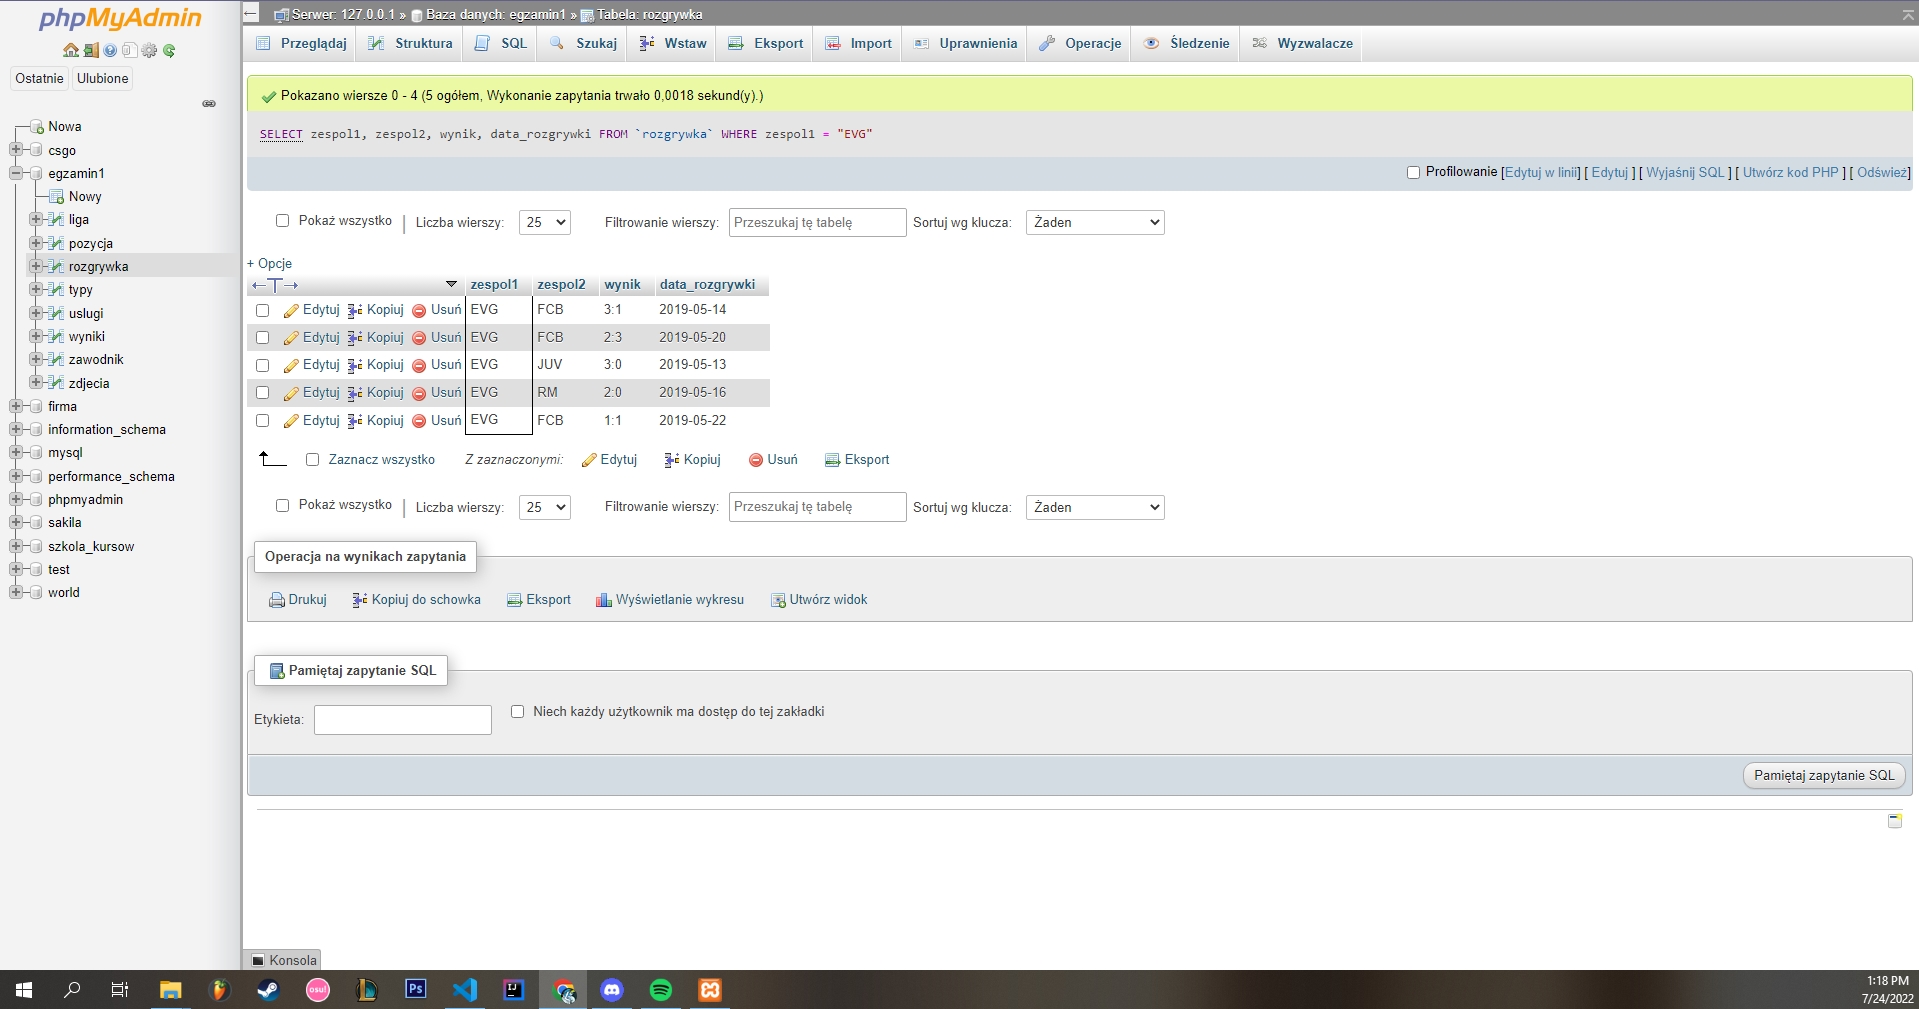 phpMyAdmin
Ostatnie Ulubione
Nowa
csgo
egzamin1
Nowy
liga
pozycja
rozgrywka
typy
uslugi
wyniki
zawodnik
zdjecia
firma
information_schema
mysql
performance_schema
phpmyadmin
sakila
szkola_kursow
test
world
Serwer: 127.0.0.1 » Baza danych: egzamin1 » Tabela: rozgrywka
Przeglądaj Struktura SQL Szukaj Wstaw Eksport Import Uprawnienia Operacje Śledzenie Wyzwalacze
Pokazano wiersze 0 - 4 (5 ogółem, Wykonanie zapytania trwało 0,0018 sekund(y).)
SELECT zespol1, zespol2, wynik, data_rozgrywki FROM `rozgrywka` WHERE zespol1 = "EVG"
Profilowanie [Edytuj w linii] [ Edytuj ] [ Wyjaśnij SQL ] [ Utwórz kod PHP ] [ Odśwież]
Pokaż wszystko | Liczba wierszy: 25 Filtrowanie wierszy: Przeszukaj tę tabelę Sortuj wg klucza: Żaden
+ Opcje
←T→ zespol1 zespol2 wynik data_rozgrywki
Edytuj Kopiuj Usuń EVG FCB 3:1 2019-05-14
Edytuj Kopiuj Usuń EVG FCB 2:3 2019-05-20
Edytuj Kopiuj Usuń EVG JUV 3:0 2019-05-13
Edytuj Kopiuj Usuń EVG RM 2:0 2019-05-16
Edytuj Kopiuj Usuń EVG FCB 1:1 2019-05-22
Zaznacz wszystko Z zaznaczonymi: Edytuj Kopiuj Usuń Eksport
Pokaż wszystko | Liczba wierszy: 25 Filtrowanie wierszy: Przeszukaj tę tabelę Sortuj wg klucza: Żaden
Operacja na wynikach zapytania
Drukuj Kopiuj do schowka Eksport Wyświetlanie wykresu Utwórz widok
Pamiętaj zapytanie SQL
Etykieta: Niech każdy użytkownik ma dostęp do tej zakładki
Pamiętaj zapytanie SQL
Konsola
osu! Ps IJ
1:18 PM
7/24/2022